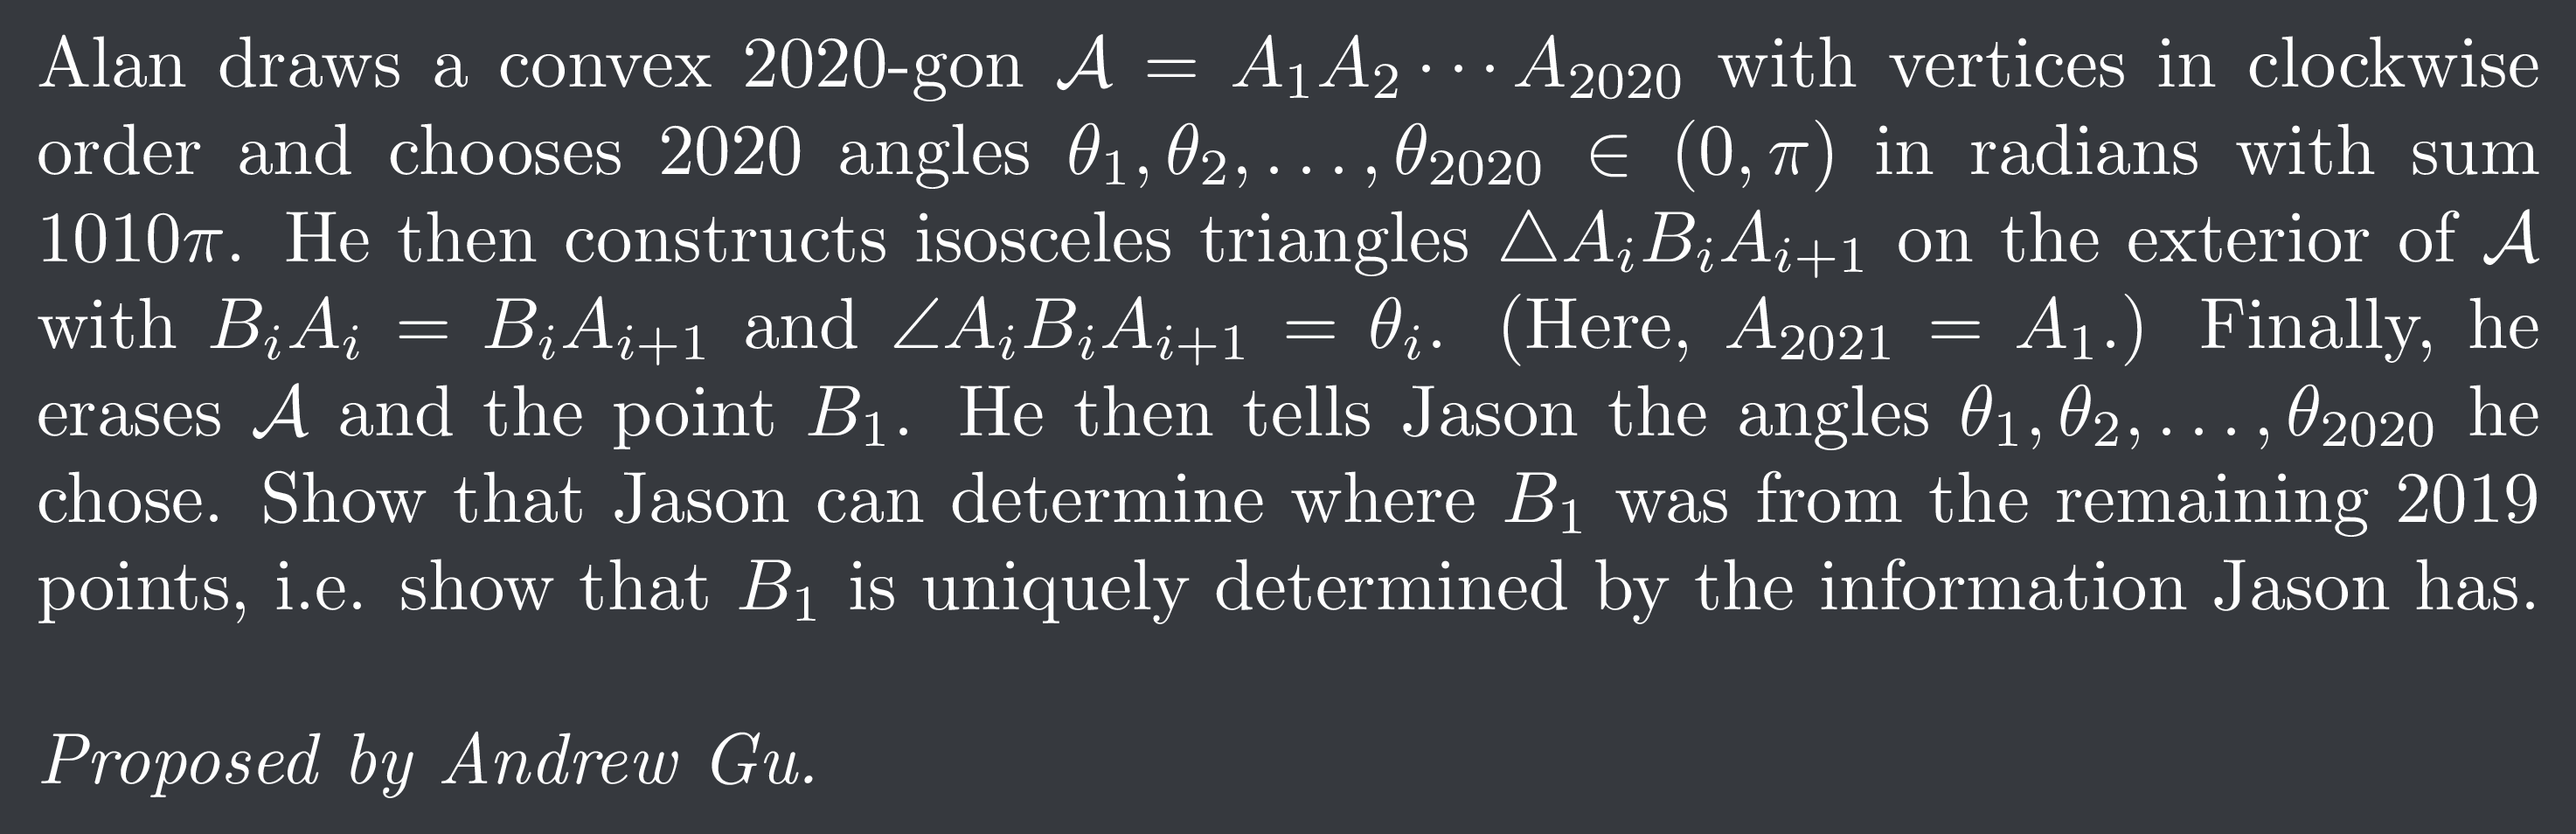 Alan draws a convex 2020-gon 𝒜 = A₁A₂⋯A₂₀₂₀ with vertices in clockwise
order and chooses 2020 angles θ₁, θ₂, …, θ₂₀₂₀ ∈ (0, π) in radians with sum
1010π. He then constructs isosceles triangles △AᵢBᵢAᵢ₊₁ on the exterior of 𝒜
with BᵢAᵢ = BᵢAᵢ₊₁ and ∠AᵢBᵢAᵢ₊₁ = θᵢ. (Here, A₂₀₂₁ = A₁.) Finally, he
erases 𝒜 and the point B₁. He then tells Jason the angles θ₁, θ₂, …, θ₂₀₂₀ he
chose. Show that Jason can determine where B₁ was from the remaining 2019
points, i.e. show that B₁ is uniquely determined by the information Jason has.
Proposed by Andrew Gu.